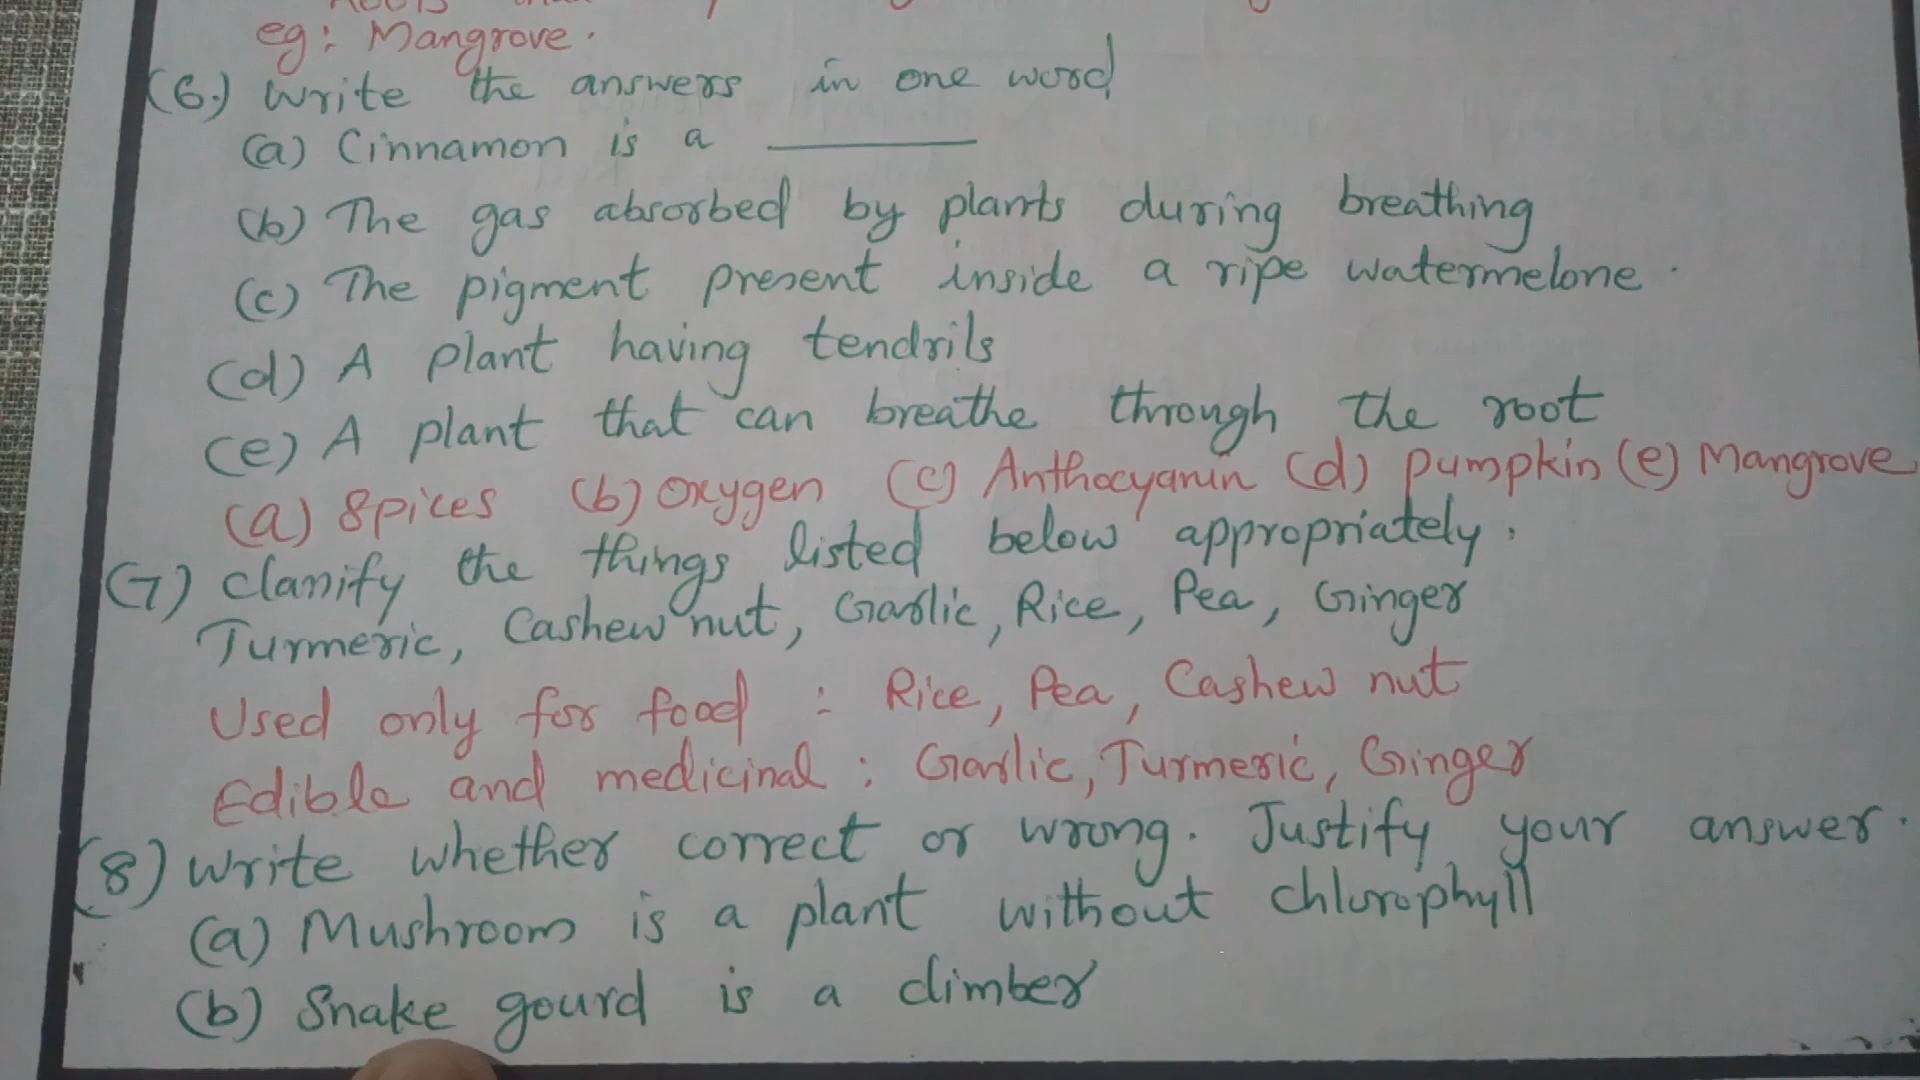 eg: Mangrove.
(6.) Write the answers in one word
(a) Cinnamon is a
(b) The gas absorbed by plants during breathing
(c) The pigment present inside a ripe watermelone.
(d) A plant having tendrils
(e) A plant that can breathe through the root
(a) Spices (b) Oxygen (c) Anthocyanin (d) Pumpkin (e) Mangrove
(7) Classify the things listed below appropriately.
Turmeric, Cashew nut, Garlic, Rice, Pea, Ginger
Used only for food : Rice, Pea, Cashew nut
Edible and medicinal : Garlic, Turmeric, Ginger
(8) Write whether correct or wrong. Justify your answer.
(a) Mushroom is a plant without chlorophyll
(b) Snake gourd is a climber